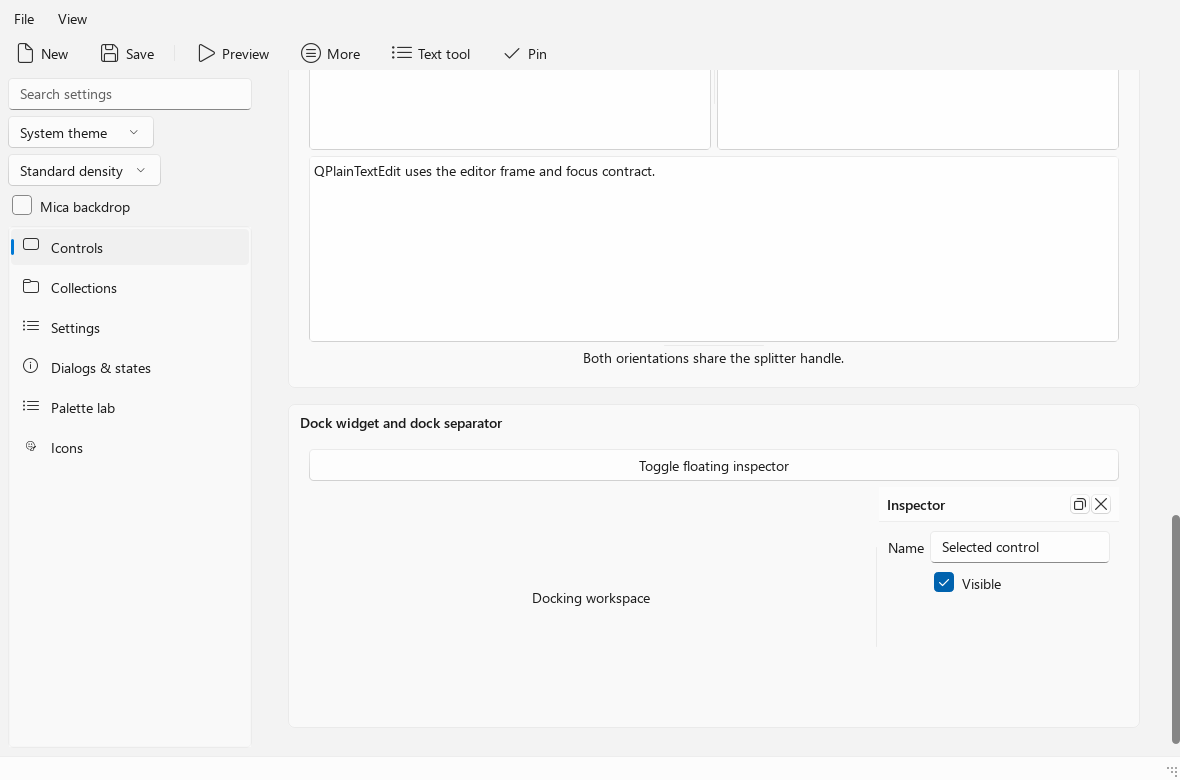 File View
New Save Preview More Text tool Pin
Search settings
System theme
Standard density
Mica backdrop
Controls
Collections
Settings
Dialogs & states
Palette lab
Icons
QPlainTextEdit uses the editor frame and focus contract.
Both orientations share the splitter handle.
Dock widget and dock separator
Toggle floating inspector
Docking workspace
Inspector
Name Selected control
Visible